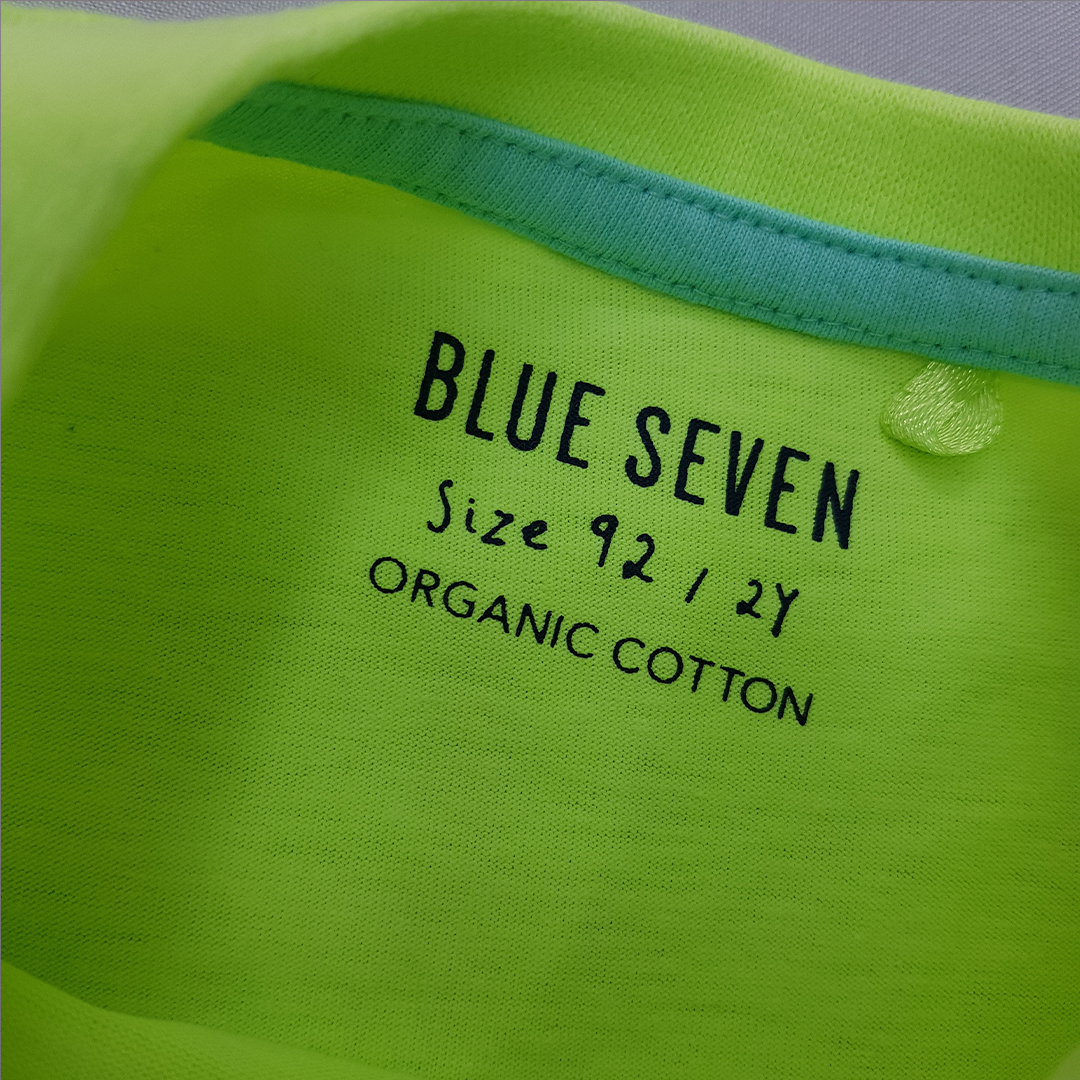 BLUE SEVEN
Size 92 / 2Y
ORGANIC COTTON